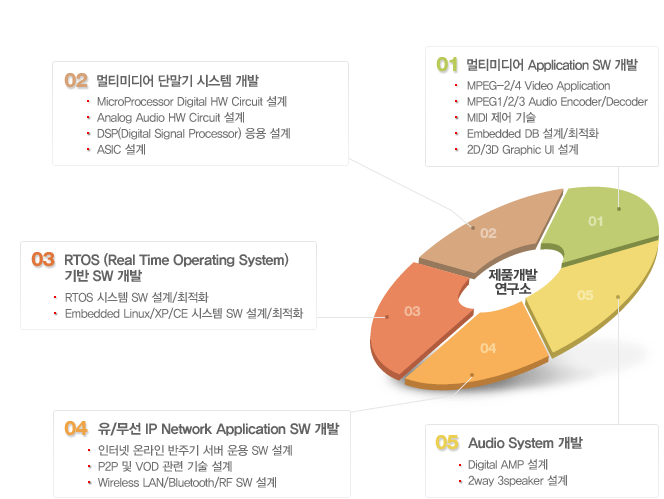 01 멀티미디어 Application SW 개발
MPEG-2/4 Video Application
MPEG1/2/3 Audio Encoder/Decoder
MIDI 제어 기술
Embedded DB 설계/최적화
2D/3D Graphic UI 설계
02 멀티미디어 단말기 시스템 개발
MicroProcessor Digital HW Circuit 설계
Analog Audio HW Circuit 설계
DSP(Digital Signal Processor) 응용 설계
ASIC 설계
03 RTOS (Real Time Operating System)
기반 SW 개발
RTOS 시스템 SW 설계/최적화
Embedded Linux/XP/CE 시스템 SW 설계/최적화
01
02
제품개발
연구소
05
03
04
04 유/무선 IP Network Application SW 개발
인터넷 온라인 반주기 서버 운용 SW 설계
P2P 및 VOD 관련 기술 설계
Wireless LAN/Bluetooth/RF SW 설계
05 Audio System 개발
Digital AMP 설계
2way 3speaker 설계